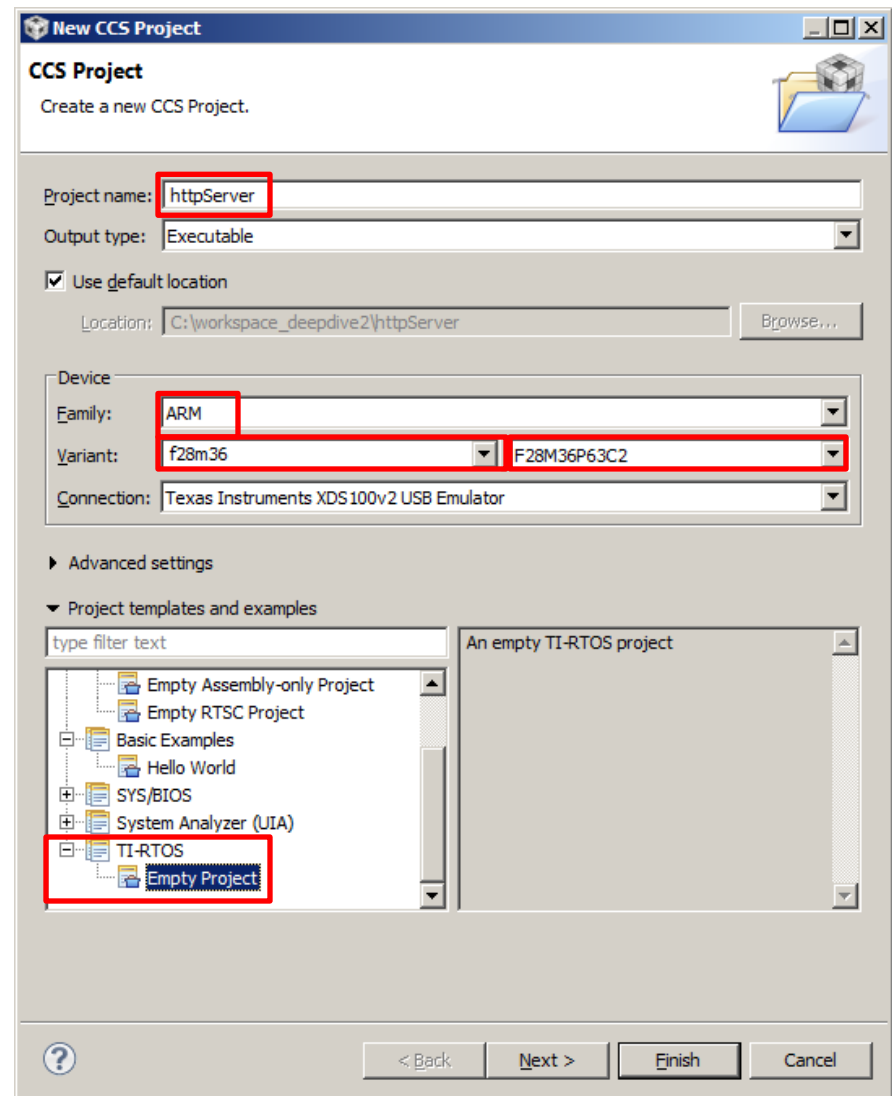 New CCS Project
CCS Project
Create a new CCS Project.
Project name: httpServer
Output type: Executable
Use default location
Location: C:\workspace_deepdive2\httpServer Browse...
Device
Family: ARM
Variant: f28m36 F28M36P63C2
Connection: Texas Instruments XDS100v2 USB Emulator
Advanced settings
Project templates and examples
type filter text An empty TI-RTOS project
Empty Assembly-only Project
Empty RTSC Project
Basic Examples
Hello World
SYS/BIOS
System Analyzer (UIA)
TI-RTOS
Empty Project
? < Back Next > Finish Cancel